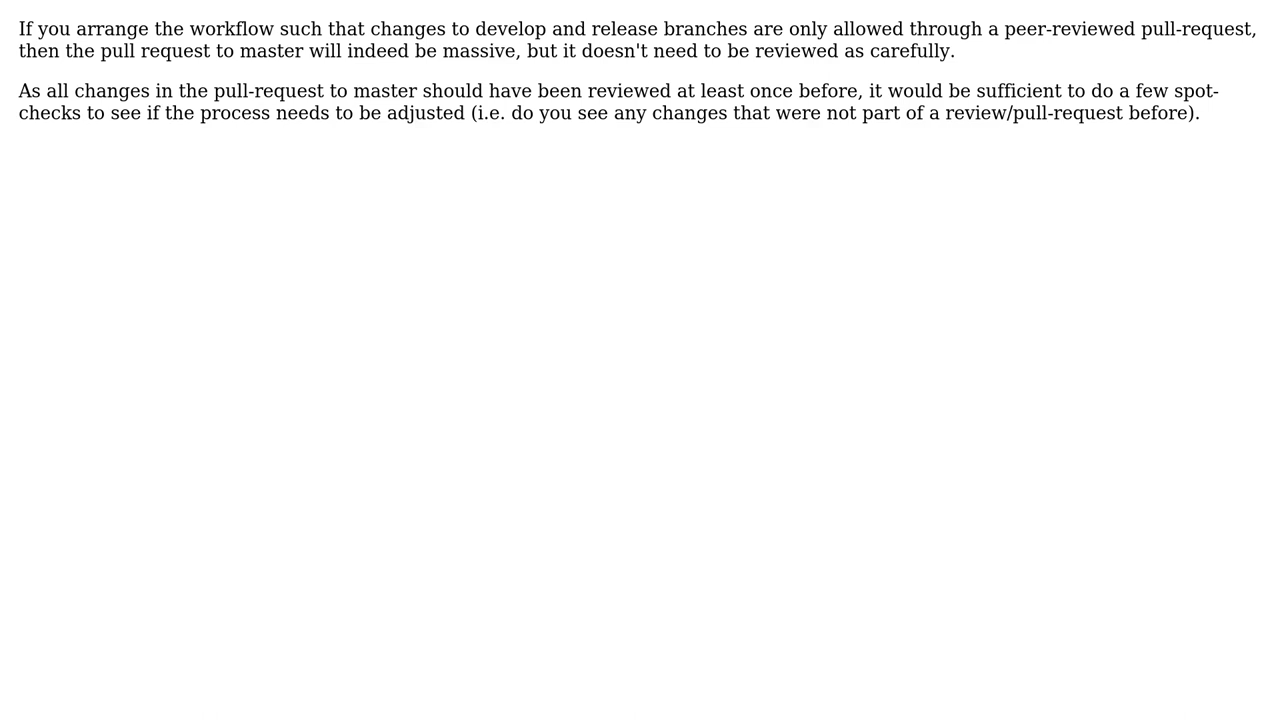 If you arrange the workflow such that changes to develop and release branches are only allowed through a peer-reviewed pull-request,
then the pull request to master will indeed be massive, but it doesn't need to be reviewed as carefully.
As all changes in the pull-request to master should have been reviewed at least once before, it would be sufficient to do a few spot-
checks to see if the process needs to be adjusted (i.e. do you see any changes that were not part of a review/pull-request before).